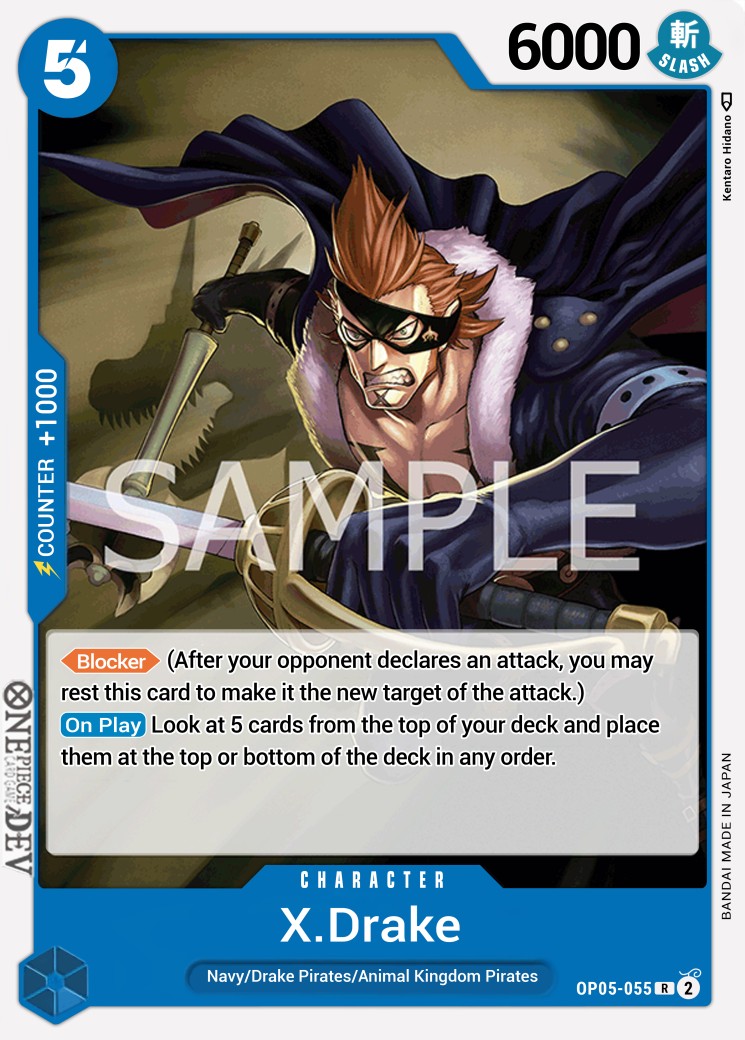 5
6000
斬
SLASH
Kentaro Hidano
COUNTER +1000
SAMPLE
Blocker (After your opponent declares an attack, you may
rest this card to make it the new target of the attack.)
On Play Look at 5 cards from the top of your deck and place
them at the top or bottom of the deck in any order.
ONE PIECE
CARD GAME
DEV
BANDAI MADE IN JAPAN
CHARACTER
X.Drake
Navy/Drake Pirates/Animal Kingdom Pirates
OP05-055 R 2